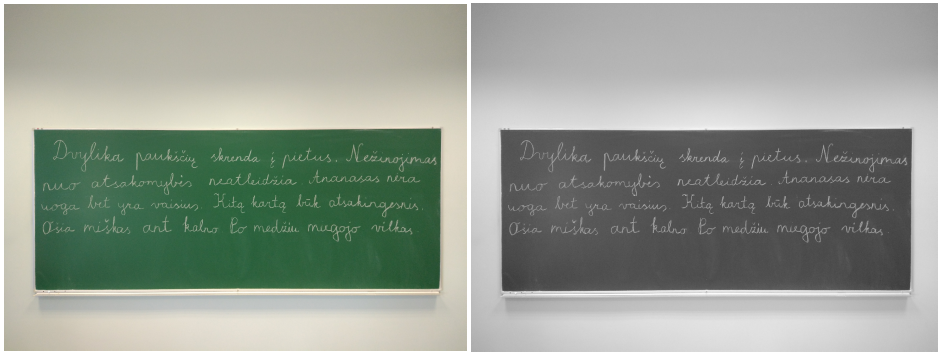 Dvylika paukščių skrenda į pietus. Nežinojimas
nuo atsakomybės neatleidžia. Ananasas nėra
uoga bet yra vaisius. Kitą kartą būk atsakingesnis.
Ošia miškas ant kalno. Po medžiu miegojo vilkas.
Dvylika paukščių skrenda į pietus. Nežinojimas
nuo atsakomybės neatleidžia. Ananasas nėra
uoga bet yra vaisius. Kitą kartą būk atsakingesnis.
Ošia miškas ant kalno. Po medžiu miegojo vilkas.